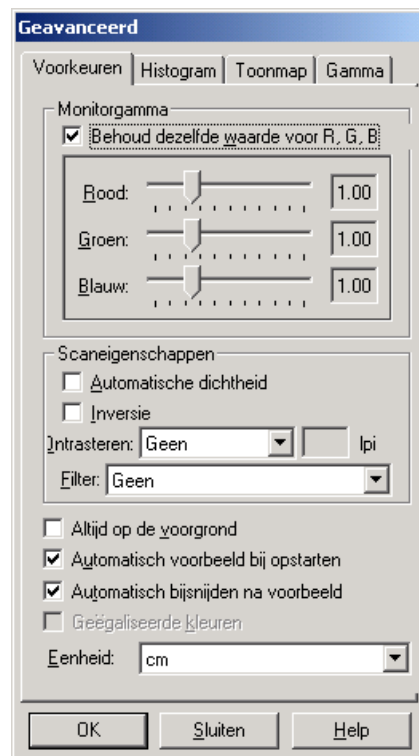 Geavanceerd
Voorkeuren Histogram Toonmap Gamma
Monitorgamma
Behoud dezelfde waarde voor R, G, B
Rood: 1.00
Groen: 1.00
Blauw: 1.00
Scaneigenschappen
Automatische dichtheid
Inversie
Ontrasteren: Geen lpi
Filter: Geen
Altijd op de voorgrond
Automatisch voorbeeld bij opstarten
Automatisch bijsnijden na voorbeeld
Geëgaliseerde kleuren
Eenheid: cm
OK Sluiten Help